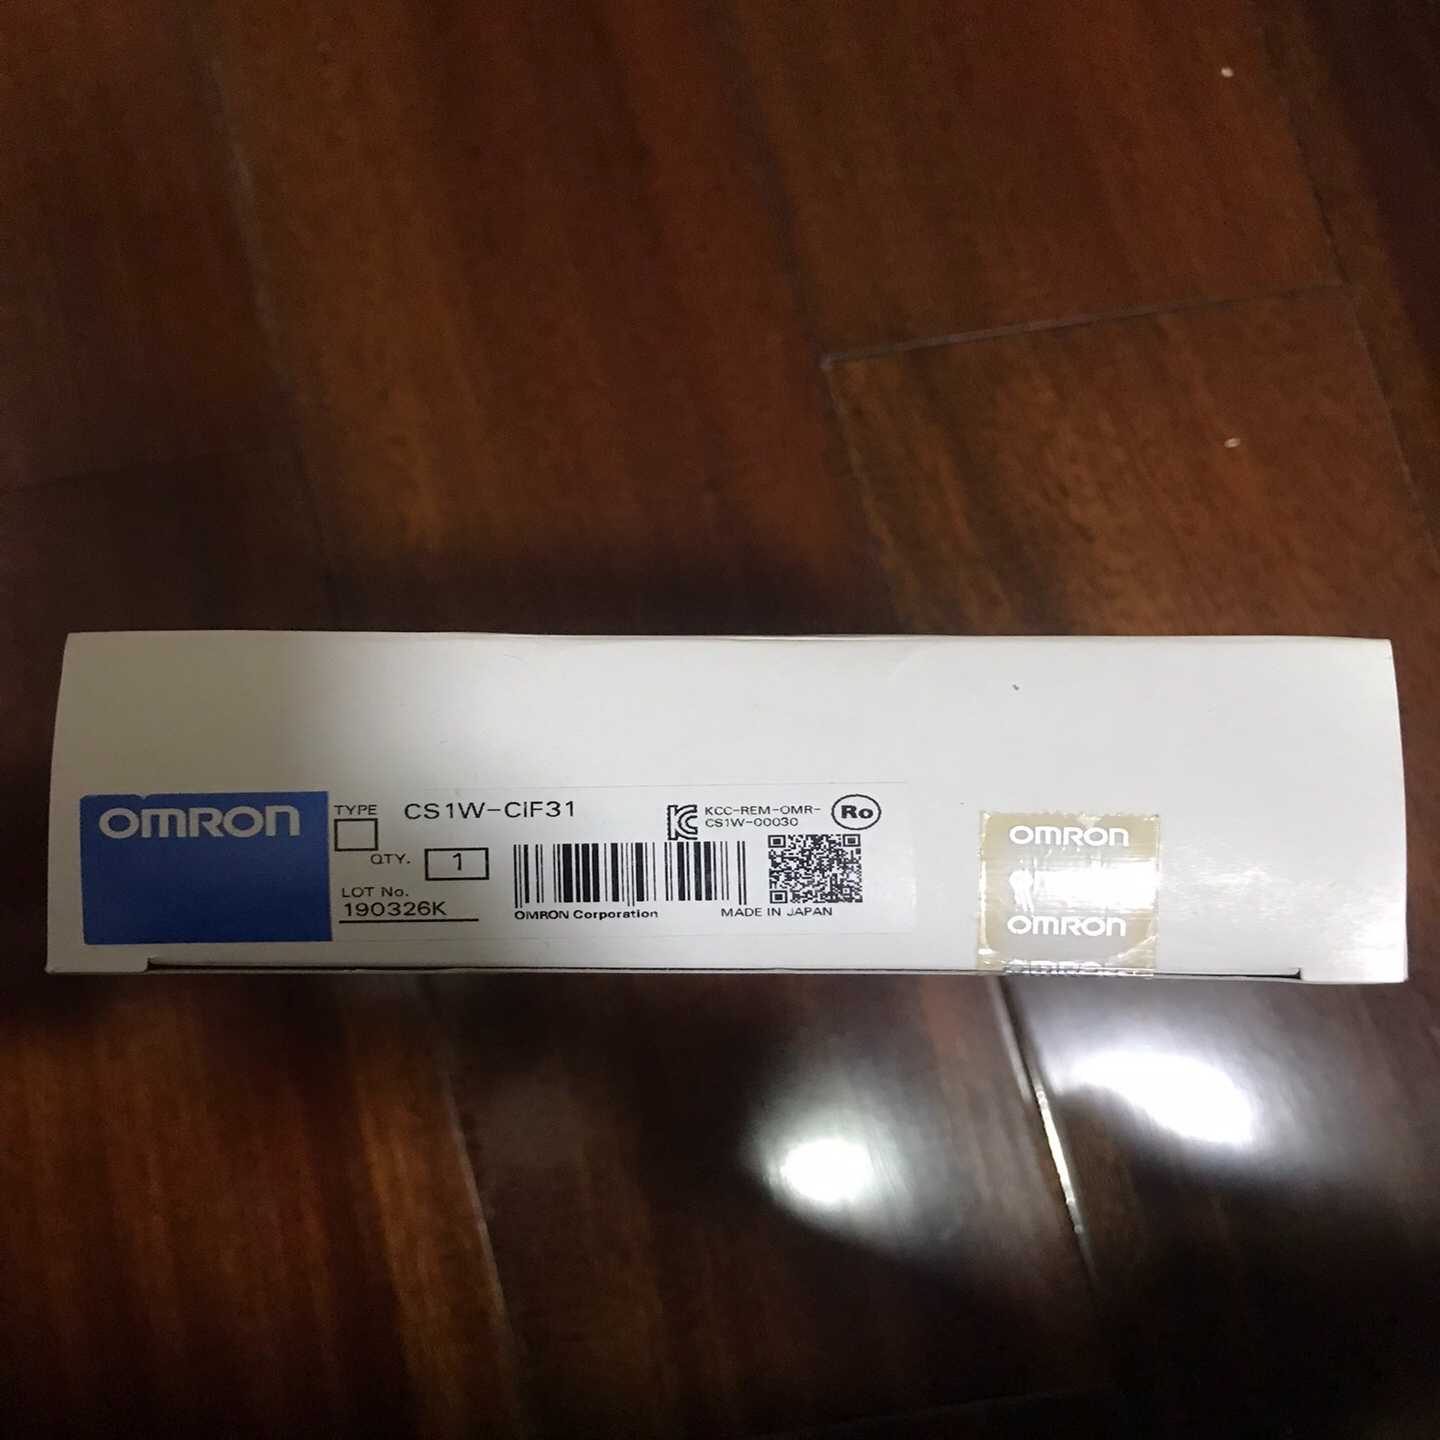 OMRON
TYPE CS1W-CiF31
QTY. 1
LOT No.
190326K
KCC-REM-OMR-
CS1W-00030
Ro
OMRON Corporation MADE IN JAPAN
OMRON
OMRON